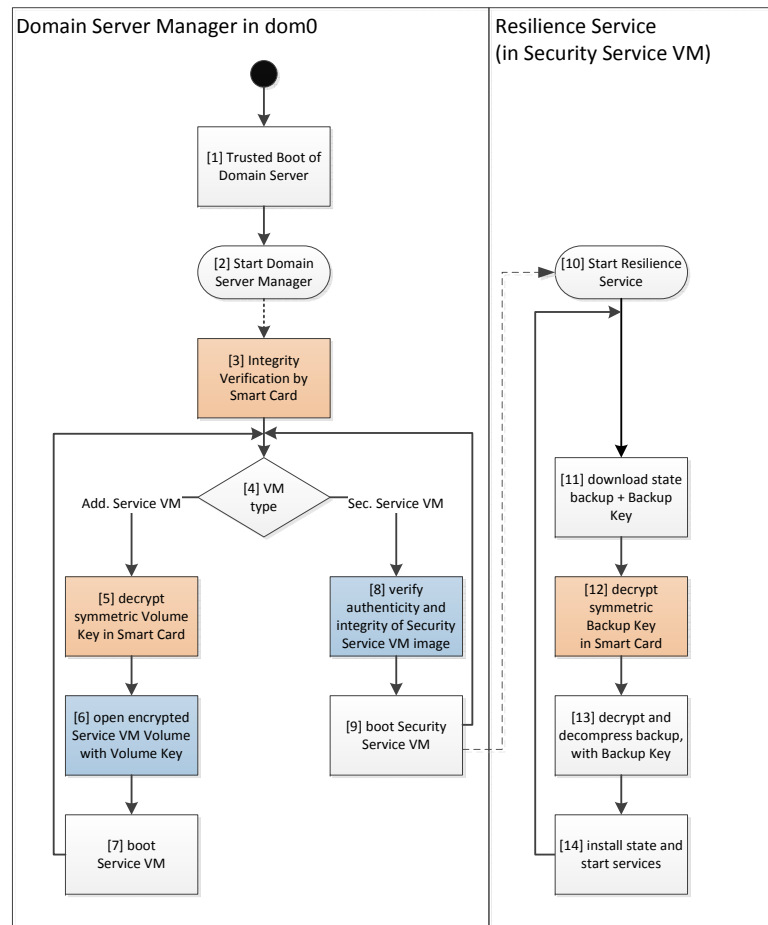 Domain Server Manager in dom0
[1] Trusted Boot of
Domain Server
[2] Start Domain
Server Manager
[3] Integrity
Verification by
Smart Card
[4] VM
type
Add. Service VM
Sec. Service VM
[5] decrypt
symmetric Volume
Key in Smart Card
[6] open encrypted
Service VM Volume
with Volume Key
[7] boot
Service VM
[8] verify
authenticity and
integrity of Security
Service VM image
[9] boot Security
Service VM
Resilience Service
(in Security Service VM)
[10] Start Resilience
Service
[11] download state
backup + Backup
Key
[12] decrypt
symmetric
Backup Key
in Smart Card
[13] decrypt and
decompress backup,
with Backup Key
[14] install state and
start services